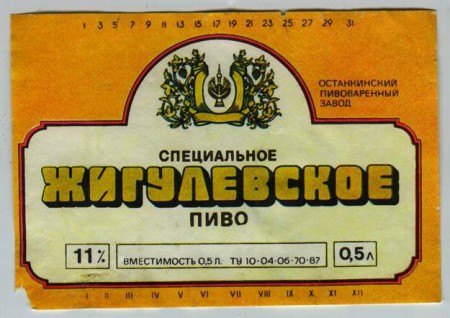 1 3 5 7 9 11 13 15 17 19 21 23 25 27 29 31
ОСТАНКИНСКИЙ
ПИВОВАРЕННЫЙ
ЗАВОД
СПЕЦИАЛЬНОЕ
ЖИГУЛЕВСКОЕ
ПИВО
11% ВМЕСТИМОСТЬ 0,5 Л. ТУ 10-04-06-70-87 0,5 Л
I II III IV V VI VII VIII IX X XI XII